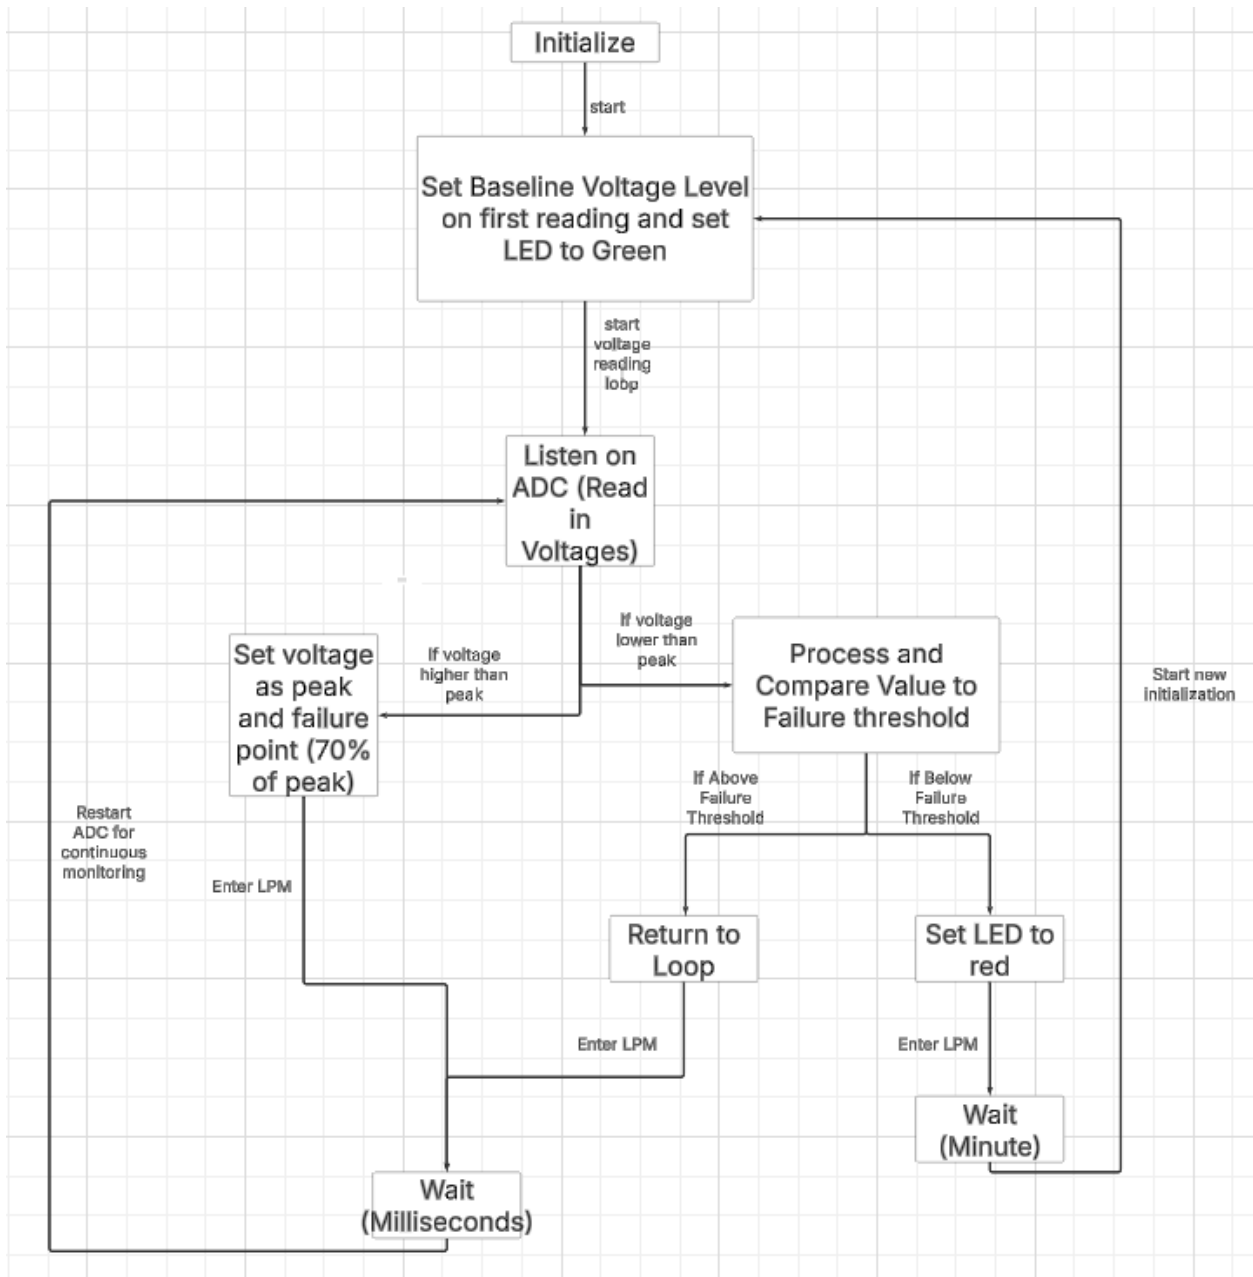 Initialize
start
Set Baseline Voltage Level
on first reading and set
LED to Green
start
voltage
reading
loop
Listen on
ADC (Read
in
Voltages)
If voltage
lower than
peak
If voltage
higher than
peak
Set voltage
as peak
and failure
point (70%
of peak)
Process and
Compare Value to
Failure threshold
Start new
initialization
If Above
Failure
Threshold
If Below
Failure
Threshold
Restart
ADC for
continuous
monitoring
Enter LPM
Return to
Loop
Set LED to
red
Enter LPM
Enter LPM
Wait
(Minute)
Wait
(Milliseconds)